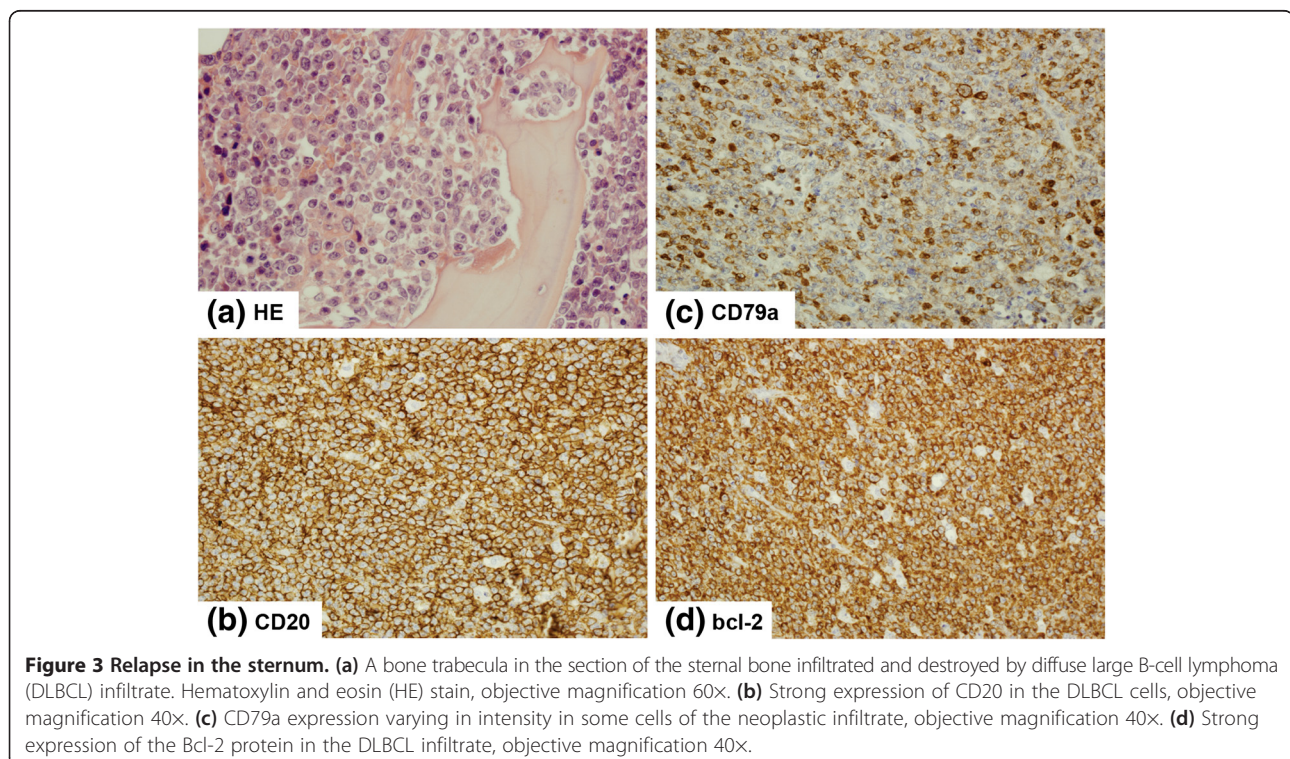 (a) HE
(c) CD79a
(b) CD20
(d) bcl-2
Figure 3 Relapse in the sternum. (a) A bone trabecula in the section of the sternal bone infiltrated and destroyed by diffuse large B-cell lymphoma
(DLBCL) infiltrate. Hematoxylin and eosin (HE) stain, objective magnification 60×. (b) Strong expression of CD20 in the DLBCL cells, objective
magnification 40×. (c) CD79a expression varying in intensity in some cells of the neoplastic infiltrate, objective magnification 40×. (d) Strong
expression of the Bcl-2 protein in the DLBCL infiltrate, objective magnification 40×.